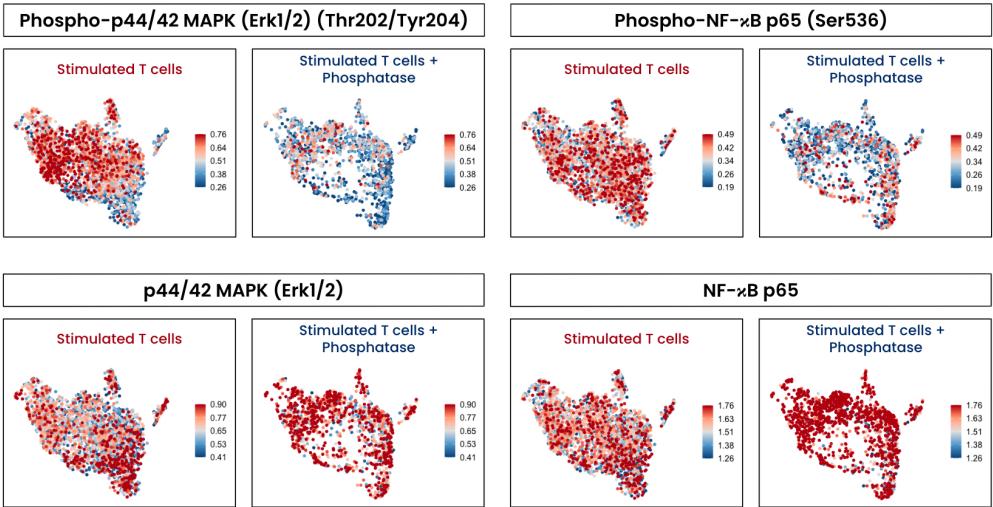 Phospho-p44/42 MAPK (Erk1/2) (Thr202/Tyr204)
Stimulated T cells
0.76
0.64
0.51
0.38
0.26
Stimulated T cells +
Phosphatase
0.76
0.64
0.51
0.38
0.26
Phospho-NF-ϰB p65 (Ser536)
Stimulated T cells
0.49
0.42
0.34
0.26
0.19
Stimulated T cells +
Phosphatase
0.49
0.42
0.34
0.26
0.19
p44/42 MAPK (Erk1/2)
Stimulated T cells
0.90
0.77
0.65
0.53
0.41
Stimulated T cells +
Phosphatase
0.90
0.77
0.65
0.53
0.41
NF-ϰB p65
Stimulated T cells
1.76
1.63
1.51
1.38
1.26
Stimulated T cells +
Phosphatase
1.76
1.63
1.51
1.38
1.26